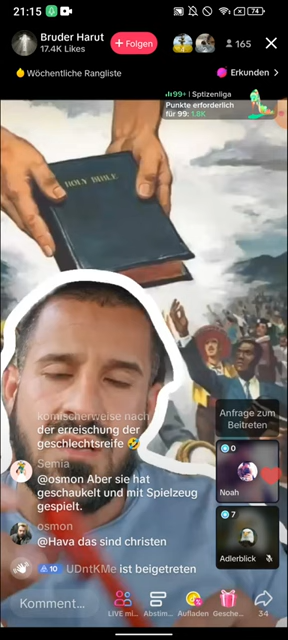 21:15
74
Bruder Harut
17.4K Likes
+ Folgen
165
Wöchentliche Rangliste
Erkunden >
99+ | Sptizenliga
Punkte erforderlich
für 99: 1.8K
HOLY BIBLE
komischerweise nach
der erreischung der
geschlechtsreife 🤣
Semia
@osmon Aber sie hat
geschaukelt und mit Spielzeug
gespielt.
osmon
@Hava das sind christen
10 UDntKMe ist beigetreten
Anfrage zum
Beitreten
0
Noah
7
Adlerblick
Kommentar...
LIVE mi...
Abstim...
Aufladen
Gesche...
34